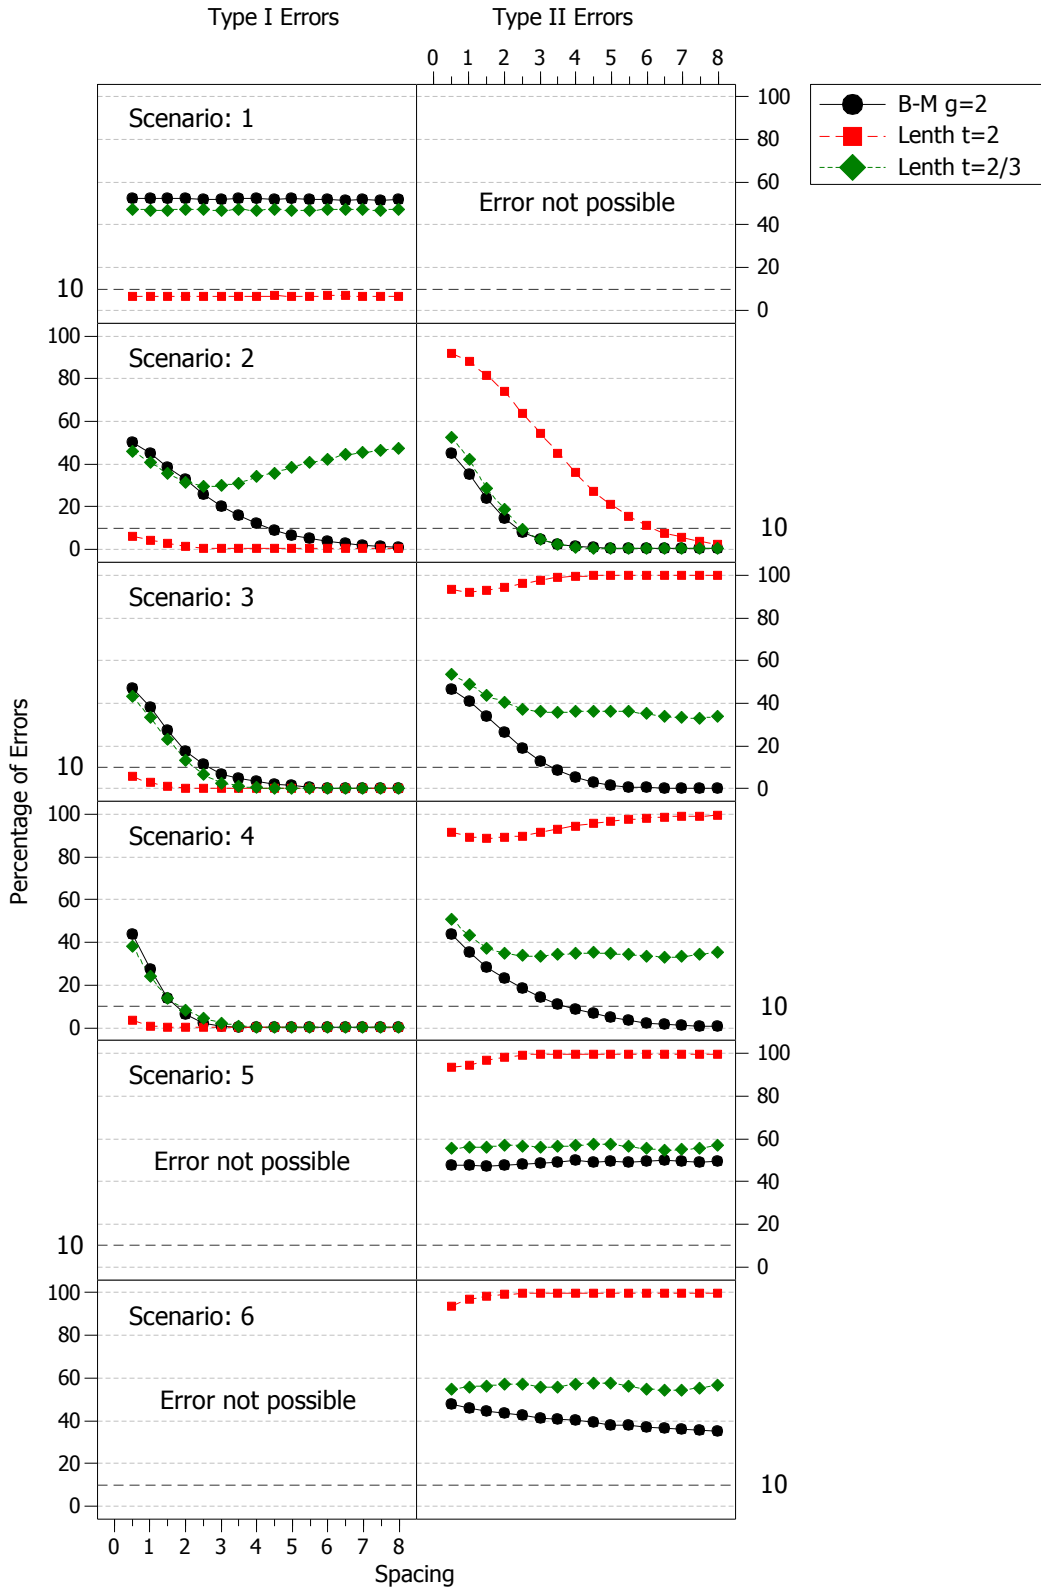 Type I Errors
Type II Errors
0 1 2 3 4 5 6 7 8
B-M g=2
Lenth t=2
Lenth t=2/3
Scenario: 1
Error not possible
100
80
60
40
20
0
10
Scenario: 2
100
80
60
40
20
0
10
Scenario: 3
100
80
60
40
20
0
10
Scenario: 4
100
80
60
40
20
0
10
Scenario: 5
Error not possible
100
80
60
40
20
0
10
Scenario: 6
Error not possible
100
80
60
40
20
0
10
Percentage of Errors
0 1 2 3 4 5 6 7 8
Spacing